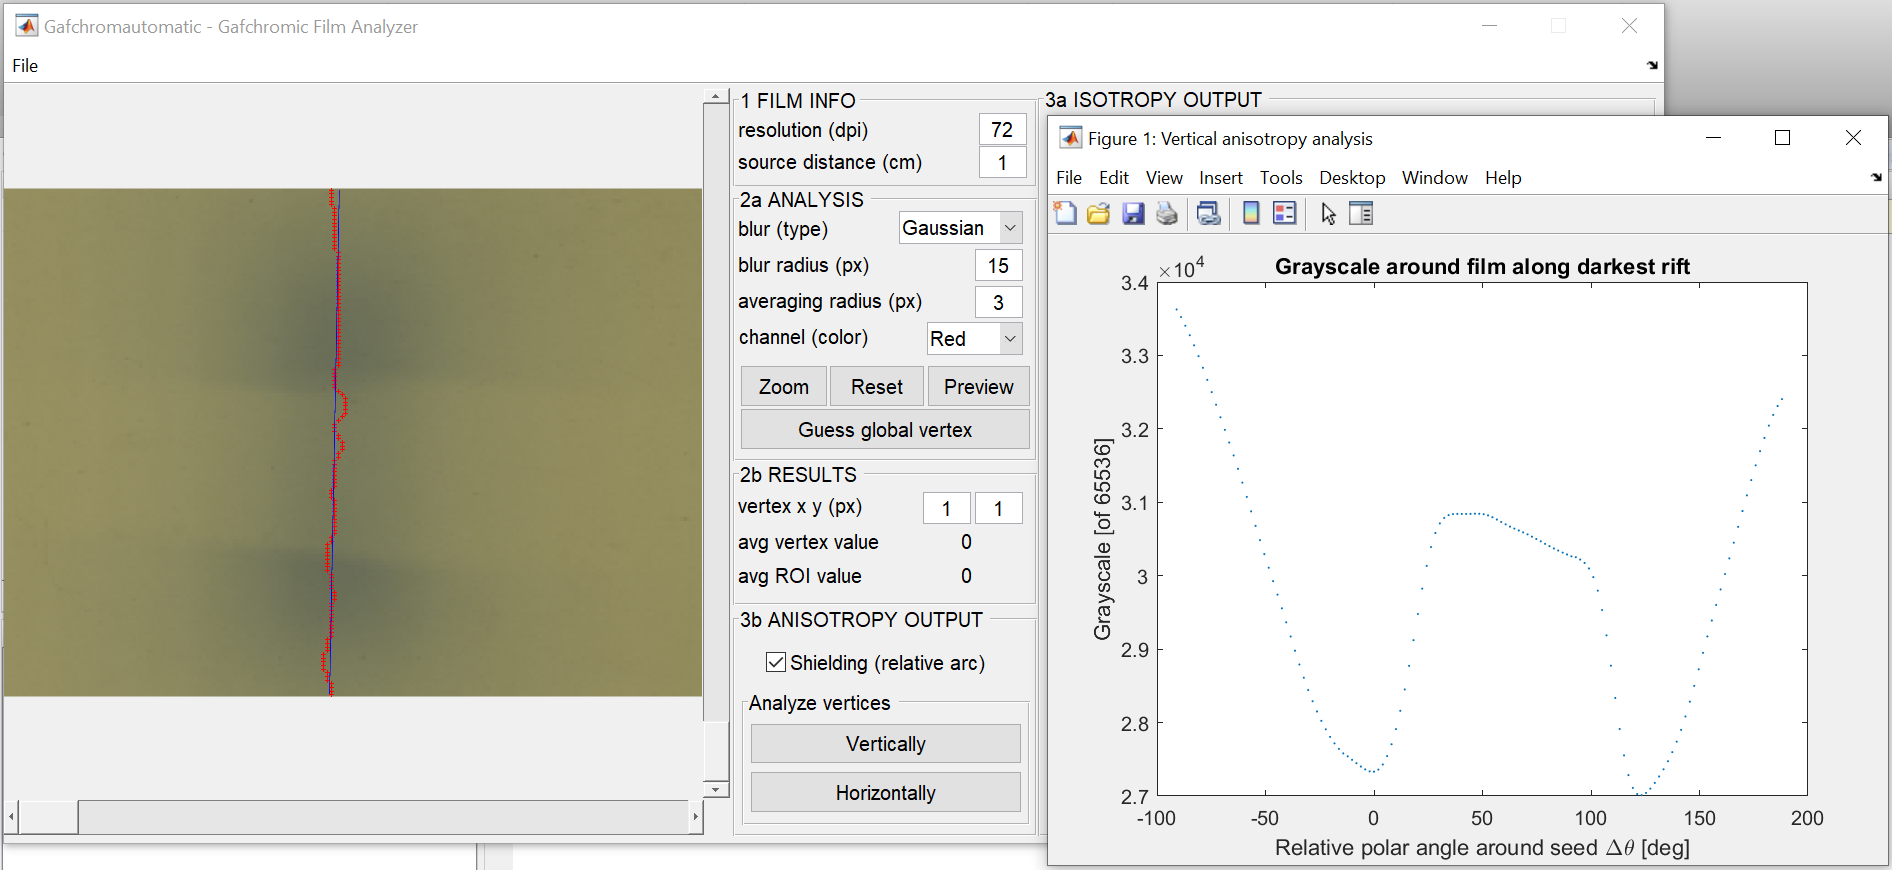 Gafchromautomatic - Gafchromic Film Analyzer
File
1 FILM INFO
resolution (dpi) 72
source distance (cm) 1
2a ANALYSIS
blur (type) Gaussian
blur radius (px) 15
averaging radius (px) 3
channel (color) Red
Zoom Reset Preview
Guess global vertex
2b RESULTS
vertex x y (px) 1 1
avg vertex value 0
avg ROI value 0
3b ANISOTROPY OUTPUT
Shielding (relative arc)
Analyze vertices
Vertically
Horizontally
3a ISOTROPY OUTPUT
Figure 1: Vertical anisotropy analysis
File Edit View Insert Tools Desktop Window Help
Grayscale around film along darkest rift
×10⁴
3.4
3.3
3.2
3.1
3
2.9
2.8
2.7
Grayscale [of 65536]
-100 -50 0 50 100 150 200
Relative polar angle around seed Δθ [deg]